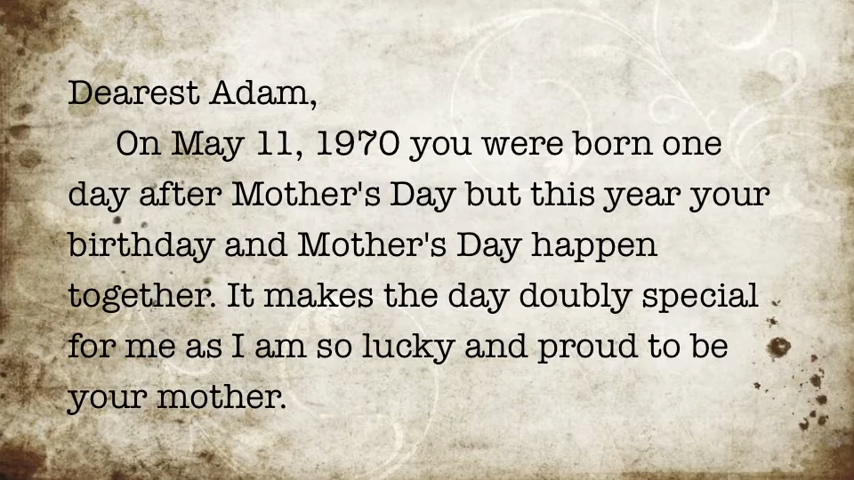 Dearest Adam,
On May 11, 1970 you were born one
day after Mother's Day but this year your
birthday and Mother's Day happen
together. It makes the day doubly special
for me as I am so lucky and proud to be
your mother.